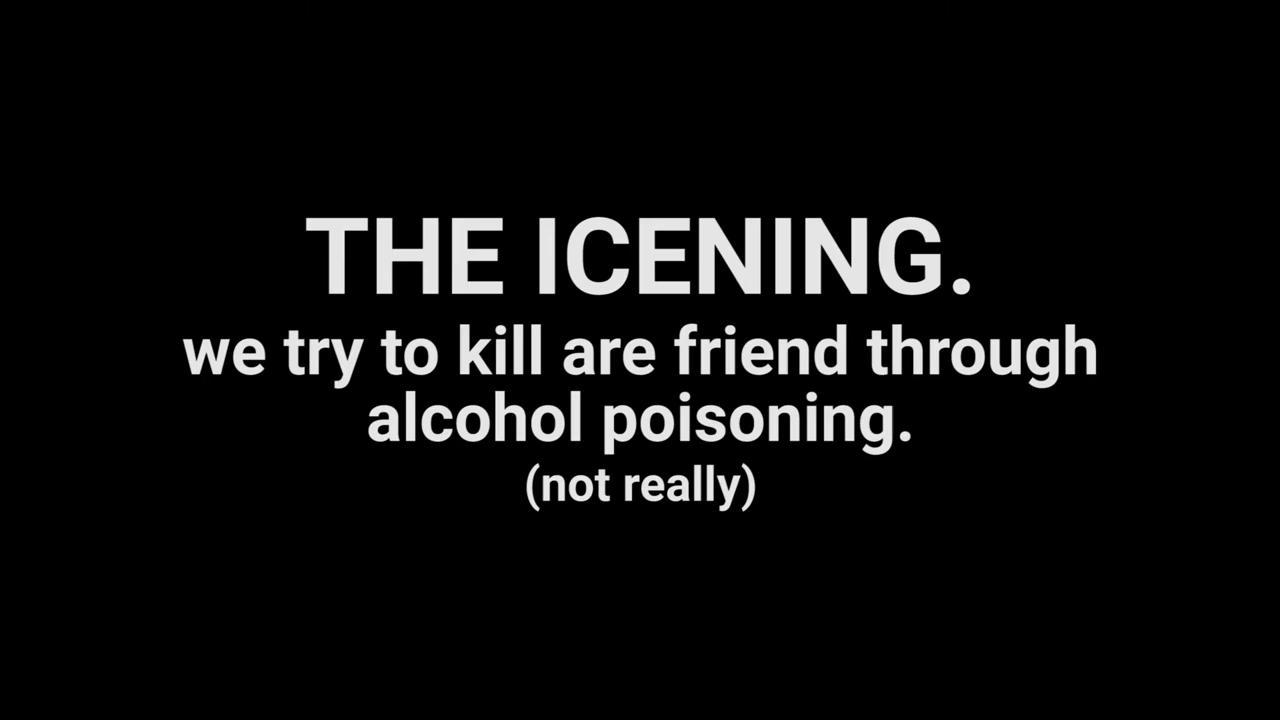 THE ICENING.
we try to kill are friend through
alcohol poisoning.
(not really)